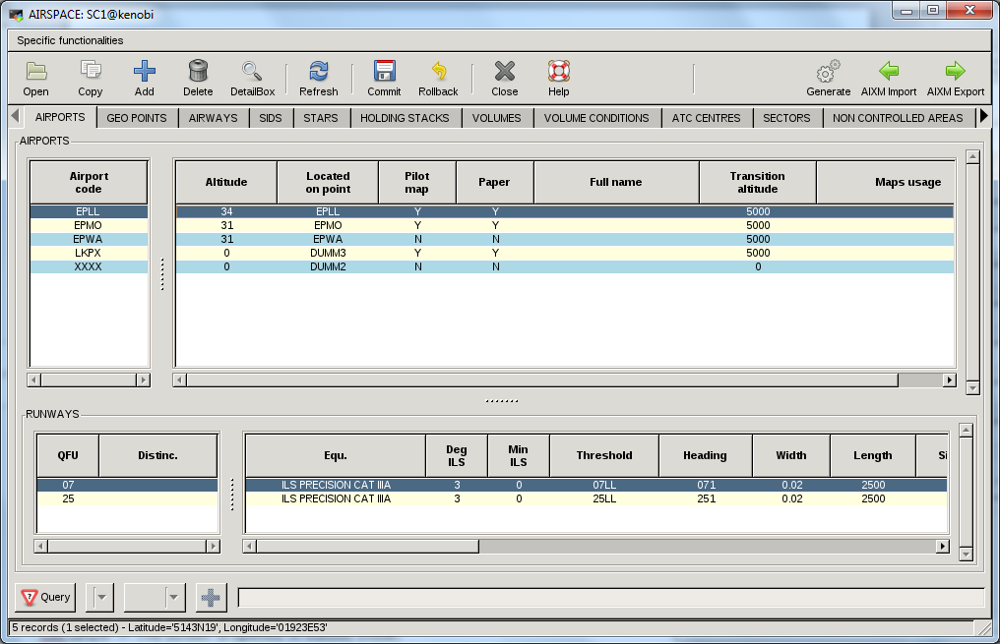 AIRSPACE: SC1@kenobi
Specific functionalities
Open Copy Add Delete DetailBox Refresh Commit Rollback Close Help Generate AIXM Import AIXM Export
AIRPORTS GEO POINTS AIRWAYS SIDS STARS HOLDING STACKS VOLUMES VOLUME CONDITIONS ATC CENTRES SECTORS NON CONTROLLED AREAS
AIRPORTS
Airport code Altitude Located on point Pilot map Paper Full name Transition altitude Maps usage
EPLL 34 EPLL Y Y 5000
EPMO 31 EPMO Y Y 5000
EPWA 31 EPWA N N 5000
LKPX 0 DUMM3 Y Y 5000
XXXX 0 DUMM2 N N 0
RUNWAYS
QFU Distinc. Equ. Deg ILS Min ILS Threshold Heading Width Length Si
07 ILS PRECISION CAT IIIA 3 0 07LL 071 0.02 2500
25 ILS PRECISION CAT IIIA 3 0 25LL 251 0.02 2500
Query
5 records (1 selected) - Latitude='5143N19', Longitude='01923E53'